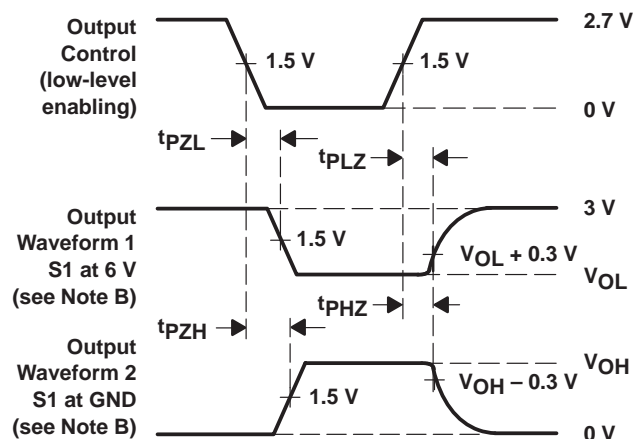 Output
Control
(low-level
enabling)
2.7 V
1.5 V
1.5 V
0 V
tPZL
tPLZ
Output
Waveform 1
S1 at 6 V
(see Note B)
3 V
1.5 V
VOL + 0.3 V
VOL
tPHZ
tPZH
Output
Waveform 2
S1 at GND
(see Note B)
VOH
VOH – 0.3 V
1.5 V
0 V